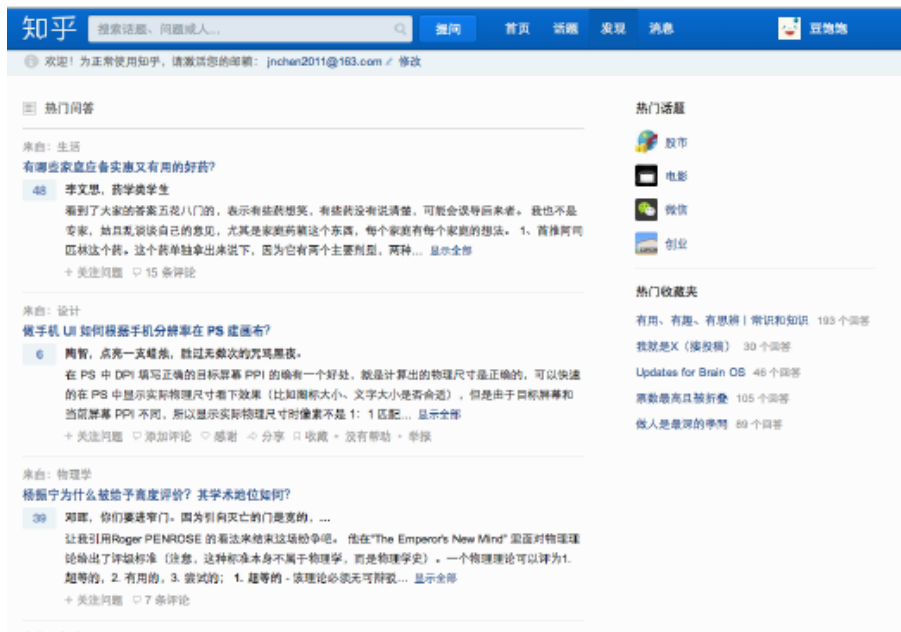 知乎 搜索话题、问题或人... 提问 首页 话题 发现 消息 豆饱饱
欢迎！为正常使用知乎，请激活您的邮箱： jnchen2011@163.com 修改
热门问答
来自：生活
有哪些家庭应备实惠又有用的好药？
48 李文思，药学类学生
看到了大家的答案五花八门的，表示有些药想笑，有些药没有说清楚，可能会误导后来者。 我也不是
专家，姑且乱谈谈自己的意见，尤其是家庭药箱这个东西，每个家庭有每个家庭的想法。 1、首推阿司
匹林这个药。这个药单独拿出来说下，因为它有两个主要剂型，两种... 显示全部
+ 关注问题 15 条评论
来自：设计
做手机 UI 如何根据手机分辨率在 PS 建画布？
6 陶智，点亮一支蜡烛，胜过无数次的咒骂黑夜。
在 PS 中 DPI 填写正确的目标屏幕 PPI 的确有一个好处，就是计算出的物理尺寸是正确的，可以快速
的在 PS 中显示实际物理尺寸看下效果（比如图标大小、文字大小是否合适），但是由于目标屏幕和
当前屏幕 PPI 不同，所以显示实际物理尺寸时像素不是 1：1 匹配... 显示全部
+ 关注问题 添加评论 感谢 分享 收藏 • 没有帮助 • 举报
来自：物理学
杨振宁为什么被给予高度评价？其学术地位如何？
39 邓晖，你们要进窄门。因为引向灭亡的门是宽的，...
让我引用Roger PENROSE 的看法来结束这场纷争吧。 他在"The Emperor's New Mind" 里面对物理理
论给出了评级标准（注意，这种标准本身不属于物理学，而是物理学史）。一个物理理论可以评为1.
超等的，2. 有用的，3. 尝试的； 1. 超等的 - 该理论必须无可辩驳... 显示全部
+ 关注问题 7 条评论
热门话题
股市
电影
微信
创业
热门收藏夹
有用、有趣、有思辨丨常识和知识 193 个回答
我就是X（接投稿） 30 个回答
Updates for Brain OS 46 个回答
票数最高且被折叠 105 个回答
做人是最深的學問 89 个回答